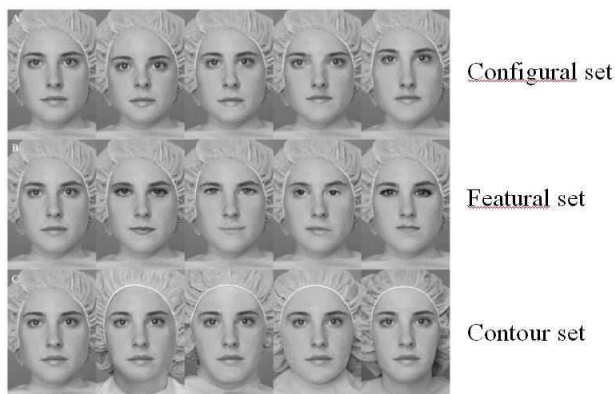 A
Configural set
B
Featural set
C
Contour set